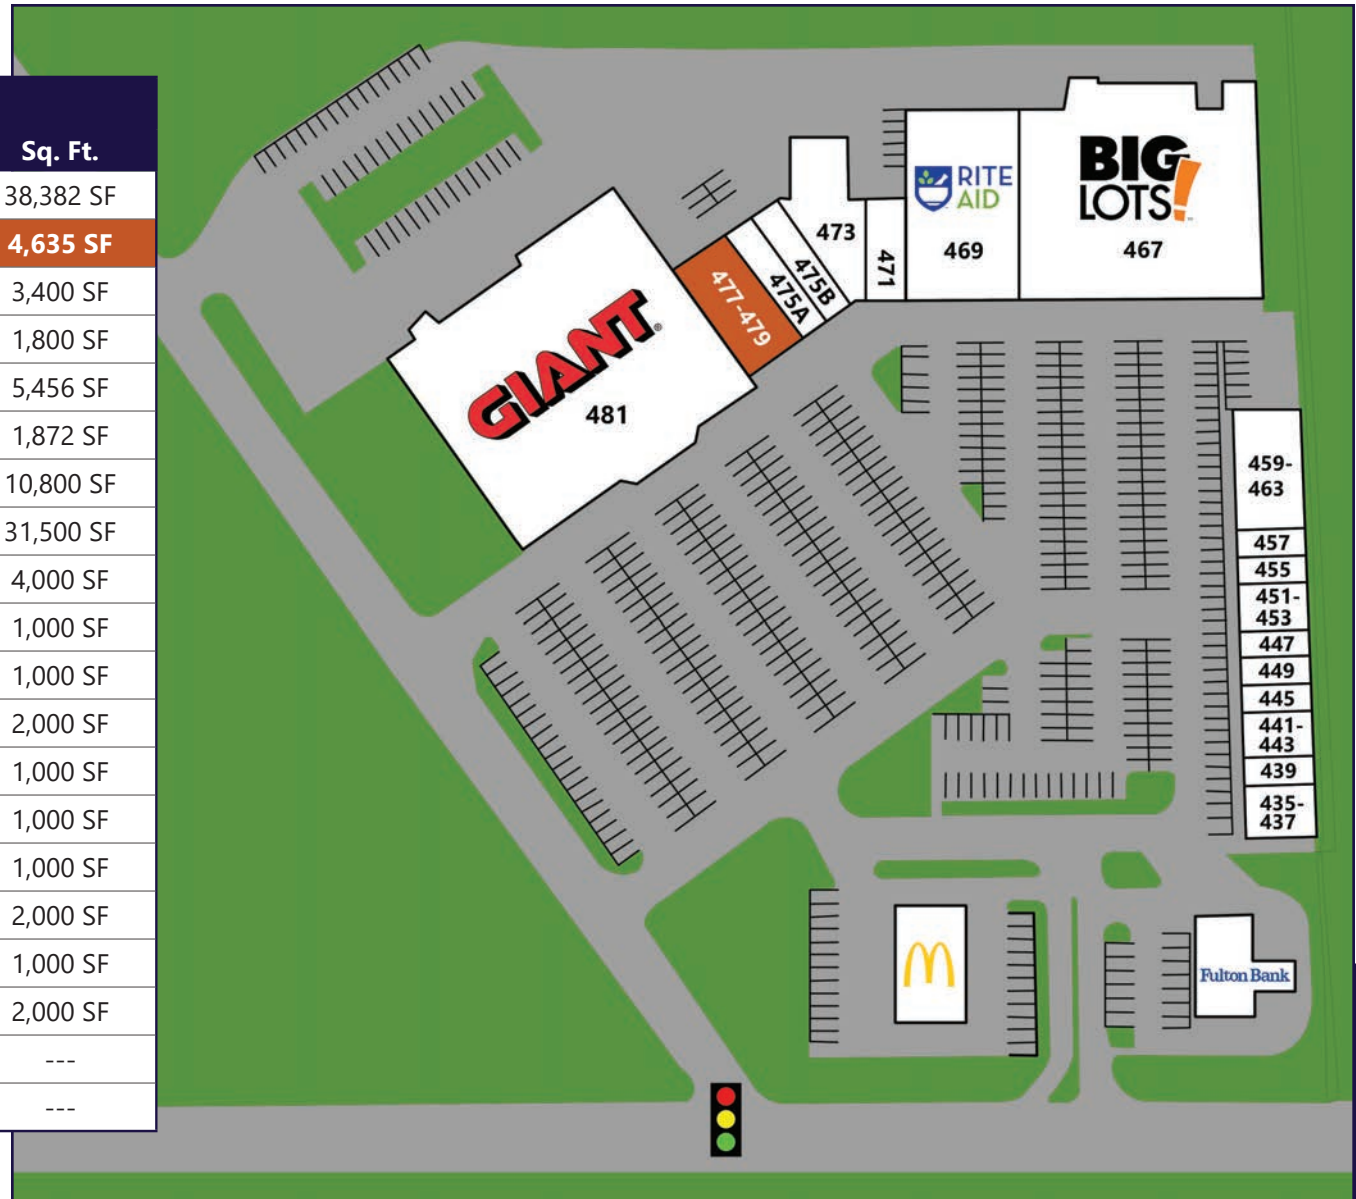 Sq. Ft.
38,382 SF
4,635 SF
3,400 SF
1,800 SF
5,456 SF
1,872 SF
10,800 SF
31,500 SF
4,000 SF
1,000 SF
1,000 SF
2,000 SF
1,000 SF
1,000 SF
1,000 SF
2,000 SF
1,000 SF
2,000 SF
---
---
GIANT®
481
477-479
475A
475B
473
471
RITE
AID
469
BIG
LOTS!
467
459-
463
457
455
451-
453
447
449
445
441-
443
439
435-
437
Fulton Bank